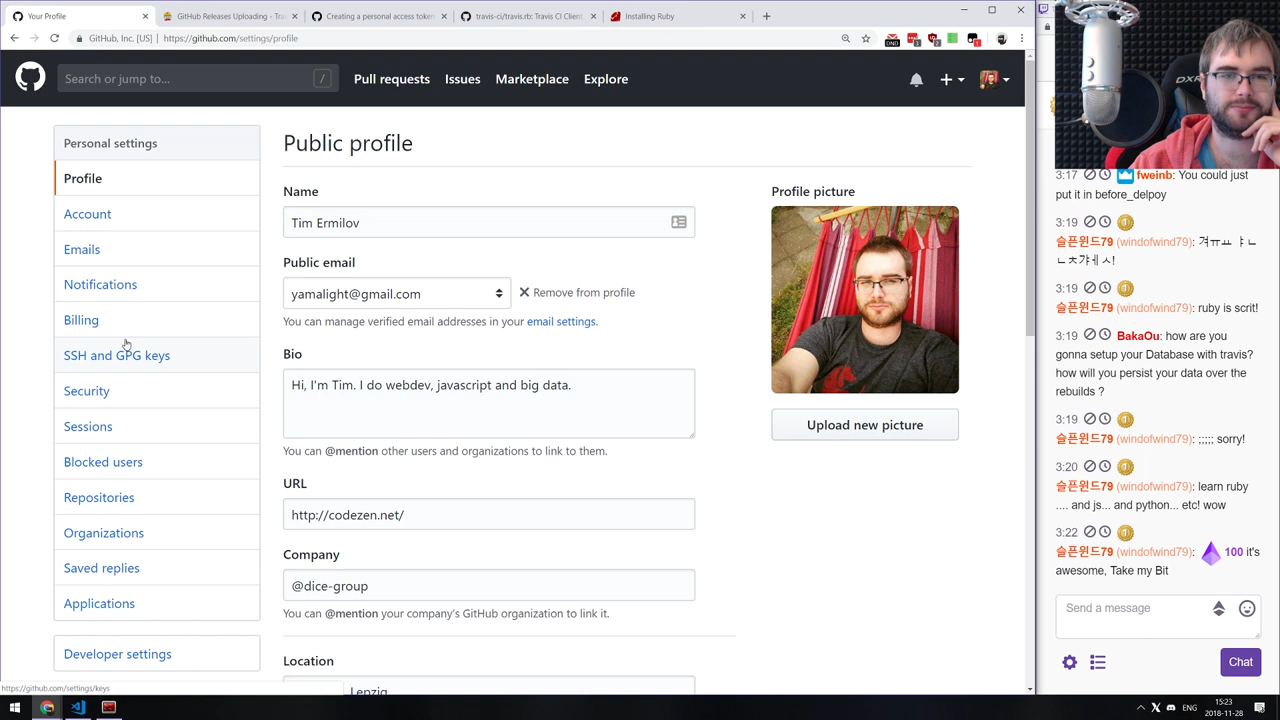 Your Profile
GitHub Releases Uploading - Tra
Creating a personal access token
travis-ci/travis.rb: Travis CI Client
Installing Ruby
GitHub, Inc. [US] | https://github.com/settings/profile
Search or jump to...
/
Pull requests
Issues
Marketplace
Explore
Personal settings
Profile
Account
Emails
Notifications
Billing
SSH and GPG keys
Security
Sessions
Blocked users
Repositories
Organizations
Saved replies
Applications
Developer settings
https://github.com/settings/keys
Public profile
Name
Tim Ermilov
Public email
yamalight@gmail.com
Remove from profile
You can manage verified email addresses in your email settings.
Bio
Hi, I'm Tim. I do webdev, javascript and big data.
You can @mention other users and organizations to link to them.
URL
http://codezen.net/
Company
@dice-group
You can @mention your company's GitHub organization to link it.
Location
Lepzig
Profile picture
Upload new picture
DXR
3:17 fweinb: You could just
put it in before_delpoy
3:19
슬픈윈드79 (windofwind79): 겨ㅠㅛ ㅑㄴ
ㄴㅊ갸ㅔㅅ!
3:19
슬픈윈드79 (windofwind79): ruby is scrit!
3:19 BakaOu: how are you
gonna setup your Database with travis?
how will you persist your data over the
rebuilds ?
3:19
슬픈윈드79 (windofwind79): ;;;;; sorry!
3:20
슬픈윈드79 (windofwind79): learn ruby
.... and js... and python... etc! wow
3:22
슬픈윈드79 (windofwind79): 100 it's
awesome, Take my Bit
Send a message
Chat
ENG
15:23
2018-11-28